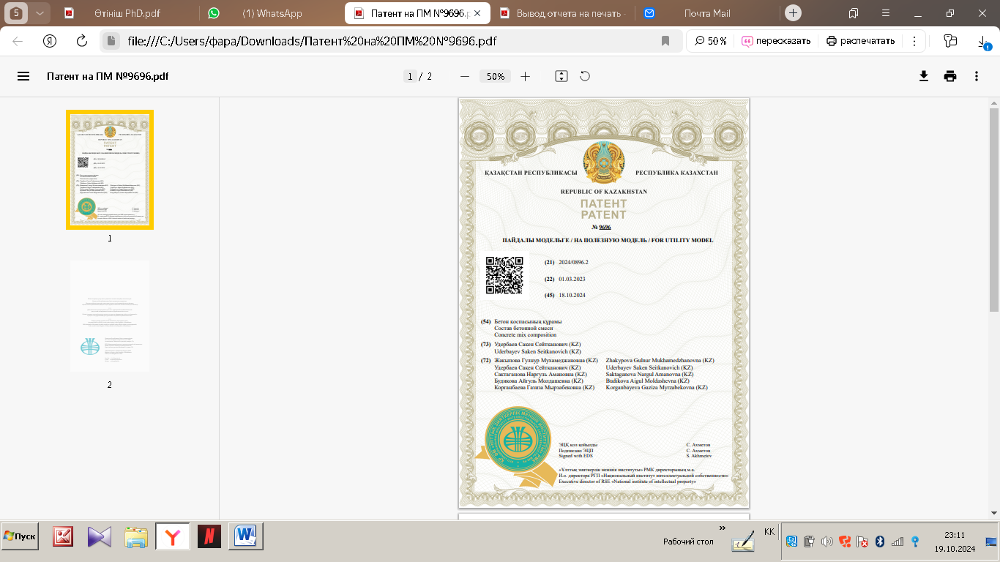 5
Өтініш PhD.pdf
(1) WhatsApp
Патент на ПМ №9696.p
Вывод отчета на печать -
Почта Mail
file:///C:/Users/фара/Downloads/Патент%20на%20ПМ%20№9696.pdf
50 %
пересказать
распечатать
1
Патент на ПМ №9696.pdf
1 / 2
50%
1
2
ҚАЗАҚСТАН РЕСПУБЛИКАСЫ
РЕСПУБЛИКА КАЗАХСТАН
REPUBLIC OF KAZAKHSTAN
ПАТЕНТ
PATENT
№ 9696
ПАЙДАЛЫ МОДЕЛЬГЕ / НА ПОЛЕЗНУЮ МОДЕЛЬ / FOR UTILITY MODEL
(21) 2024/0896.2
(22) 01.03.2023
(45) 18.10.2024
(54) Бетон қоспасының құрамы
Состав бетонной смеси
Concrete mix composition
(73) Удербаев Сакен Сейтканович (KZ)
Uderbayev Saken Seitkanovich (KZ)
(72) Жакыпова Гулнур Мухамеджановна (KZ) Zhakypova Gulnur Mukhamedzhanovna (KZ)
Удербаев Сакен Сейтканович (KZ) Uderbayev Saken Seitkanovich (KZ)
Сактаганова Наргуль Амановна (KZ) Saktaganova Nargul Amanovna (KZ)
Будикова Айгуль Молдашевна (KZ) Budikova Aigul Moldashevna (KZ)
Корганбаева Газиза Мырзабековна (KZ) Korganbayeva Gaziza Myrzabekovna (KZ)
ЭЦҚ қол қойылды С. Ахметов
Подписано ЭЦП С. Ахметов
Signed with EDS S. Akhmetov
«Ұлттық зияткерлік меншік институты» РМК директорының м.а.
И.о. директора РГП «Национальный институт интеллектуальной собственности»
Executive director of RSE «National institute of intellectual property»
Пуск
Рабочий стол
»
KK
23:11
19.10.2024